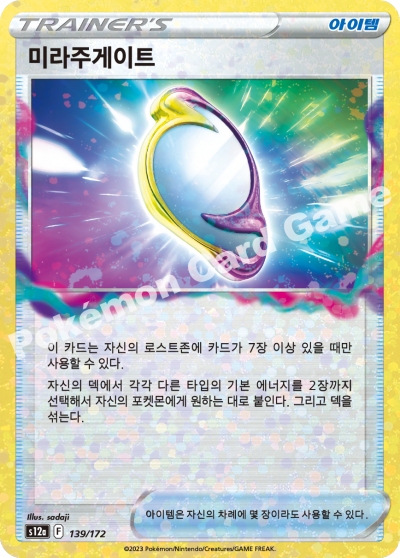 TRAINER'S
아이템
미라주게이트
Pokémon Card Game
이 카드는 자신의 로스트존에 카드가 7장 이상 있을 때만
사용할 수 있다.
자신의 덱에서 각각 다른 타입의 기본 에너지를 2장까지
선택해서 자신의 포켓몬에게 원하는 대로 붙인다. 그리고 덱을
섞는다.
Illus. sadaji
아이템은 자신의 차례에 몇 장이라도 사용할 수 있다.
s12a F 139/172
©2023 Pokémon/Nintendo/Creatures/GAME FREAK.